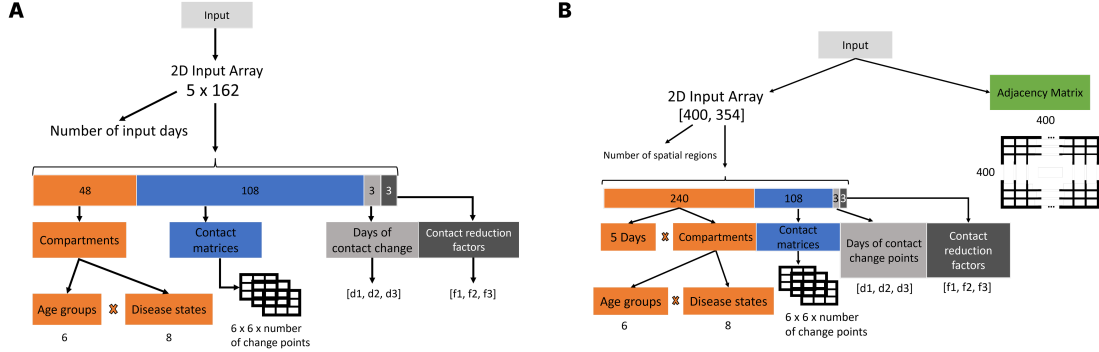 A
Input
2D Input Array
5 x 162
Number of input days
48
108
3
3
Compartments
Contact
matrices
Days of
contact change
Contact reduction
factors
[d1, d2, d3]
[f1, f2, f3]
Age groups
x
Disease states
6
8
6 x 6 x number
of change points
B
Input
2D Input Array
[400, 354]
Adjacency Matrix
400
400
...
...
Number of spatial regions
240
108
3
3
5 Days
x
Compartments
Contact
matrices
Days of contact
change points
Contact
reduction
factors
[d1, d2, d3]
[f1, f2, f3]
Age groups
x
Disease states
6
8
6 x 6 x number
of change points